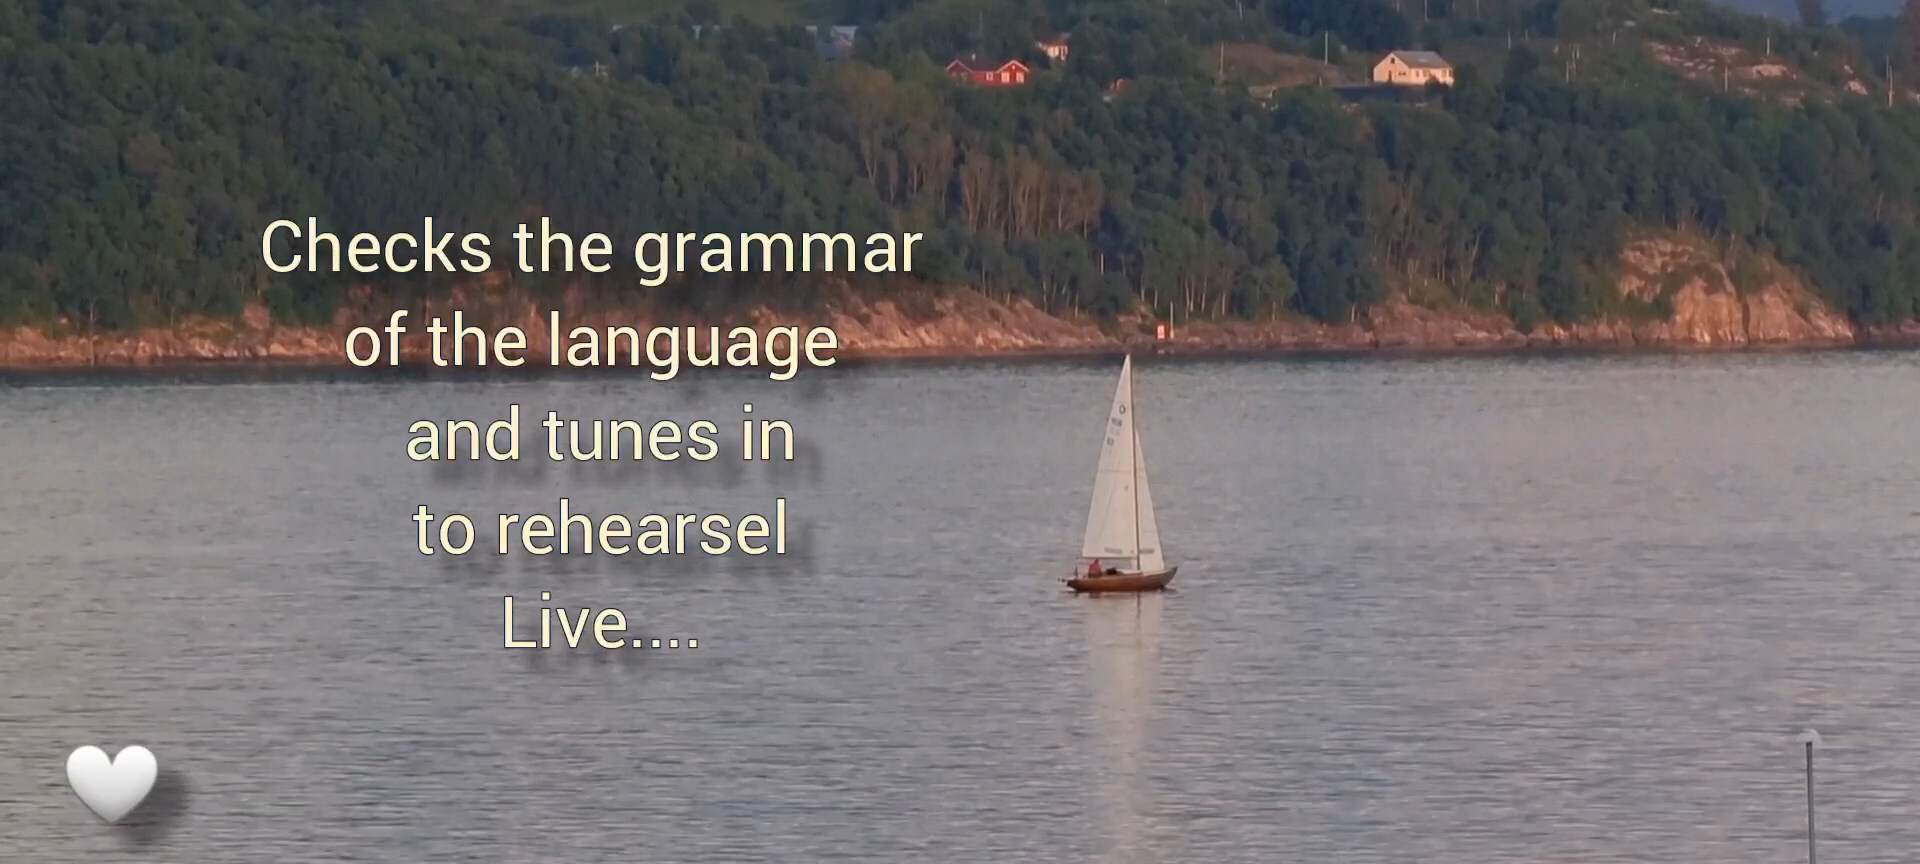 Checks the grammar
of the language
and tunes in
to rehearsel
Live....